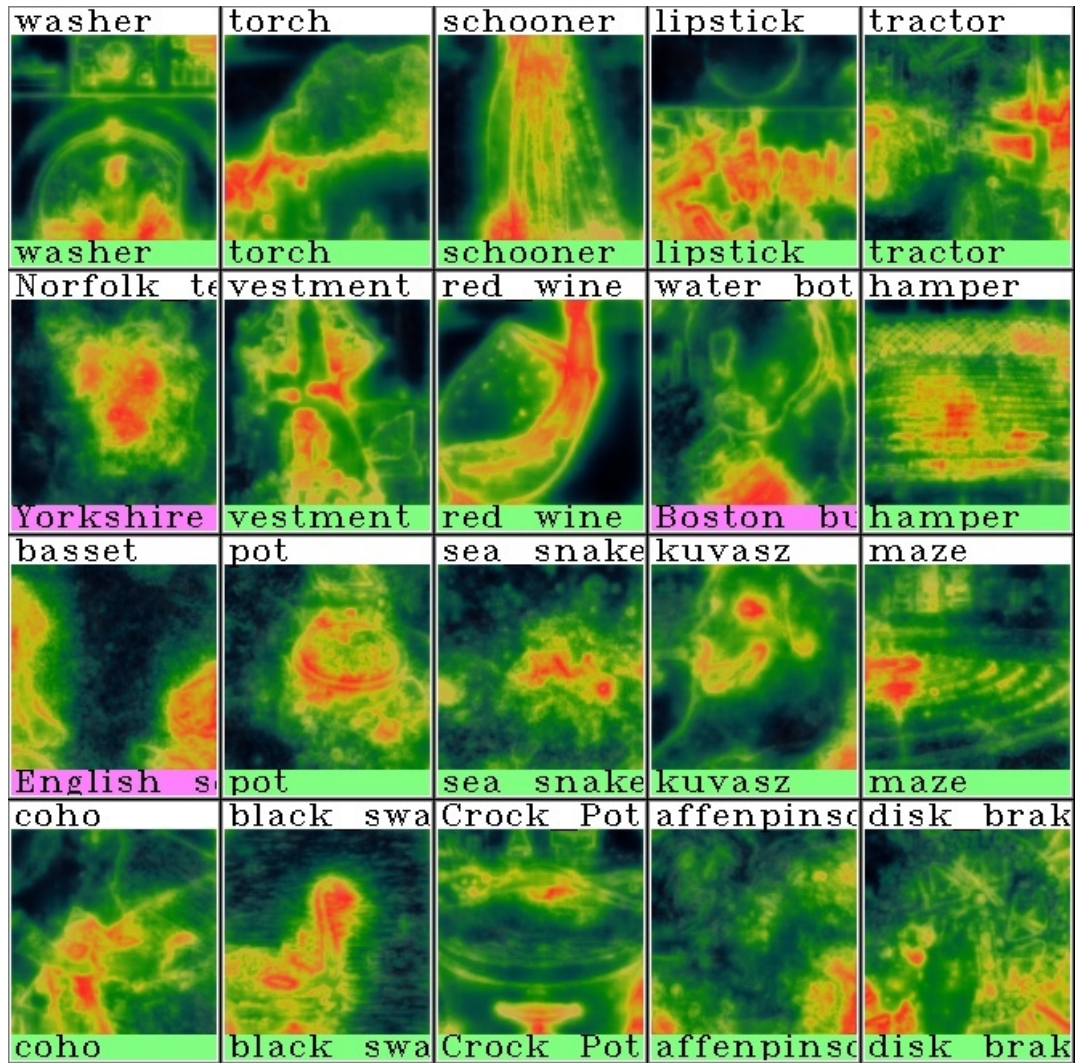 washer torch schooner lipstick tractor
washer torch schooner lipstick tractor
Norfolk_te vestment red wine water_bot hamper
Yorkshire vestment red wine Boston bu hamper
basset pot sea snake kuvasz maze
English s pot sea snake kuvasz maze
coho black swa Crock_Pot affenpinsc disk_brak
coho black swa Crock Pot affenpinsc disk brak